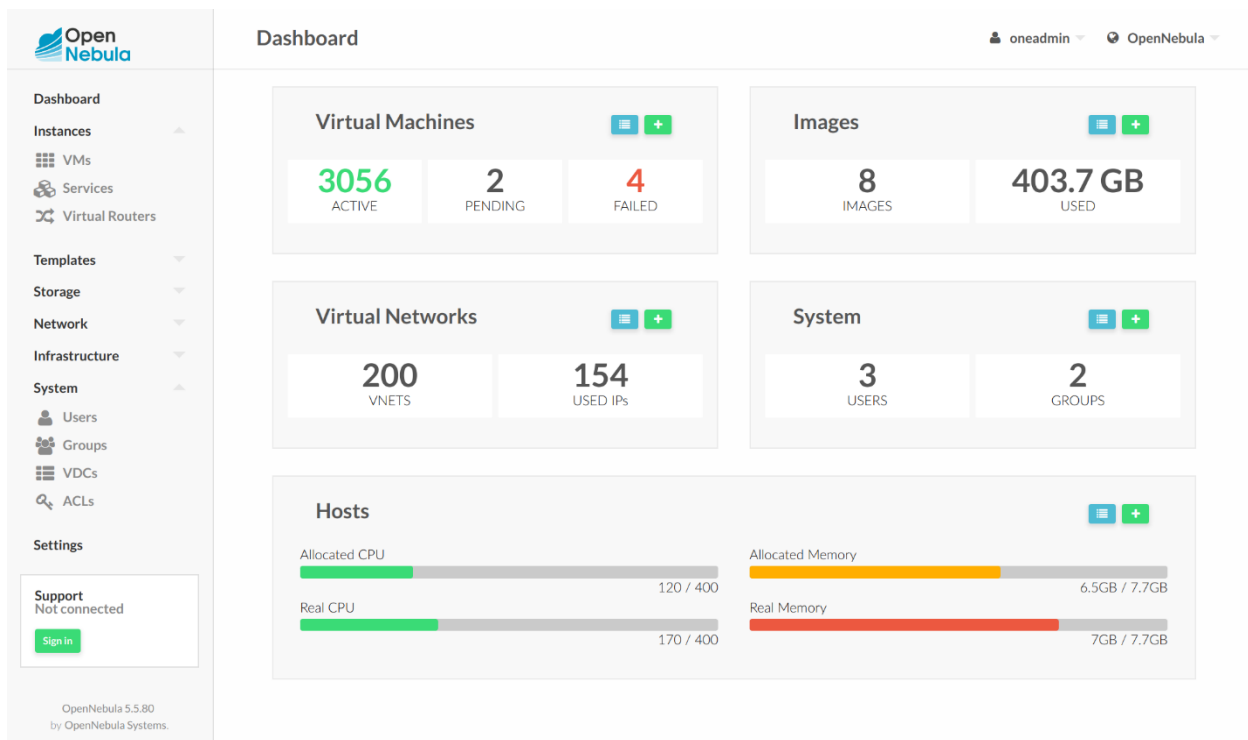 Open
Nebula
Dashboard
oneadmin
OpenNebula
Dashboard
Instances
VMs
Services
Virtual Routers
Templates
Storage
Network
Infrastructure
System
Users
Groups
VDCs
ACLs
Settings
Support
Not connected
Sign in
OpenNebula 5.5.80
by OpenNebula Systems.
Virtual Machines
3056
ACTIVE
2
PENDING
4
FAILED
Images
8
IMAGES
403.7 GB
USED
Virtual Networks
200
VNETS
154
USED IPs
System
3
USERS
2
GROUPS
Hosts
Allocated CPU
120 / 400
Real CPU
170 / 400
Allocated Memory
6.5GB / 7.7GB
Real Memory
7GB / 7.7GB